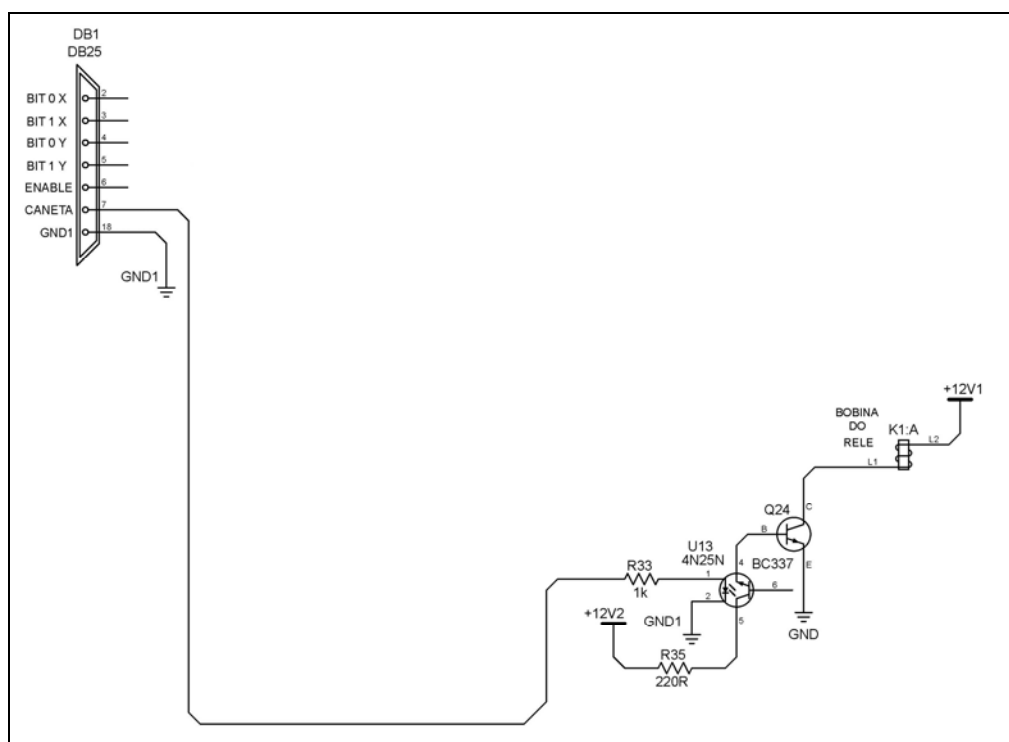 DB1
DB25
BIT 0 X
2
BIT 1 X
3
BIT 0 Y
4
BIT 1 Y
5
ENABLE
6
CANETA
7
GND1
18
GND1
+12V1
BOBINA
DO
RELE
K1:A
L2
L1
Q24
C
B
E
BC337
GND
U13
4N25N
4
1
2
6
5
R33
1k
GND1
+12V2
R35
220R